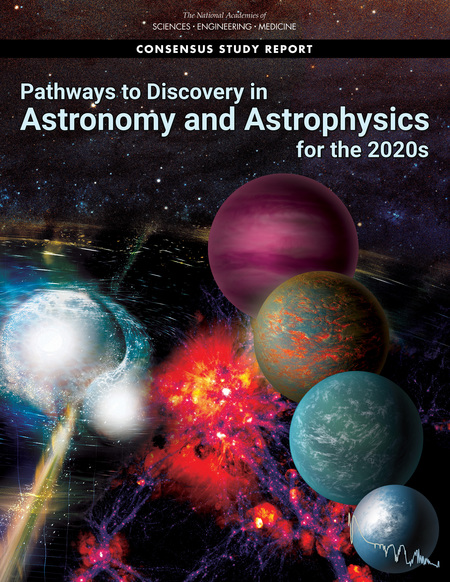 The National Academies of
SCIENCES • ENGINEERING • MEDICINE
CONSENSUS STUDY REPORT
Pathways to Discovery in
Astronomy and Astrophysics
for the 2020s